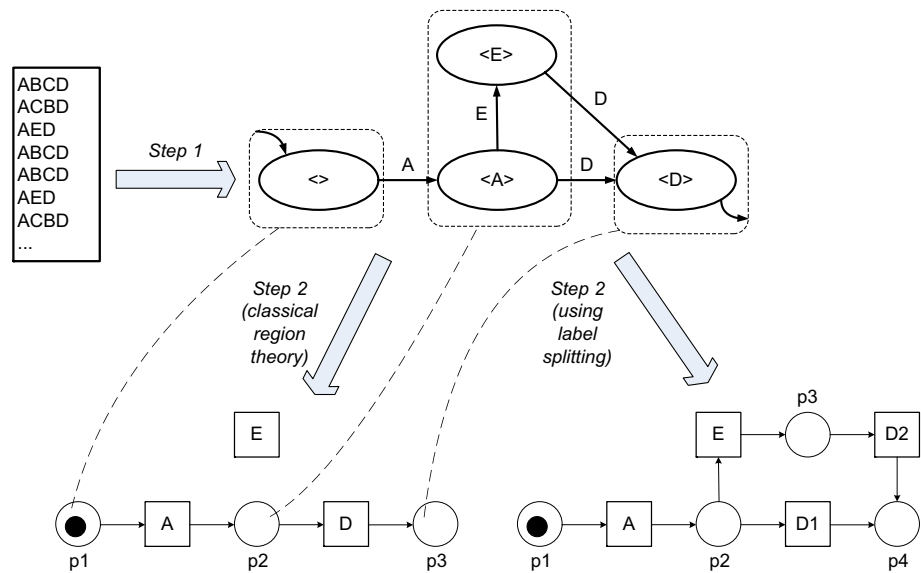 ABCD
ACBD
AED
ABCD
ABCD
AED
ACBD
...
Step 1
<>
A
<E>
E
D
<A>
D
<D>
Step 2
(classical
region
theory)
Step 2
(using
label
splitting)
E
p1
A
p2
D
p3
p3
E
D2
p1
A
p2
D1
p4